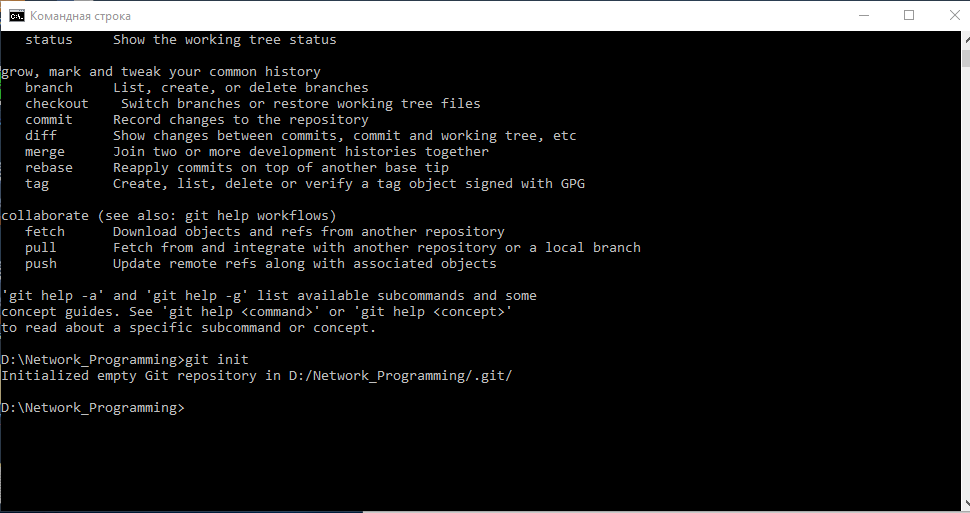 Командная строка
status Show the working tree status
grow, mark and tweak your common history
branch List, create, or delete branches
checkout Switch branches or restore working tree files
commit Record changes to the repository
diff Show changes between commits, commit and working tree, etc
merge Join two or more development histories together
rebase Reapply commits on top of another base tip
tag Create, list, delete or verify a tag object signed with GPG
collaborate (see also: git help workflows)
fetch Download objects and refs from another repository
pull Fetch from and integrate with another repository or a local branch
push Update remote refs along with associated objects
'git help -a' and 'git help -g' list available subcommands and some
concept guides. See 'git help <command>' or 'git help <concept>'
to read about a specific subcommand or concept.
D:\Network_Programming>git init
Initialized empty Git repository in D:/Network_Programming/.git/
D:\Network_Programming>